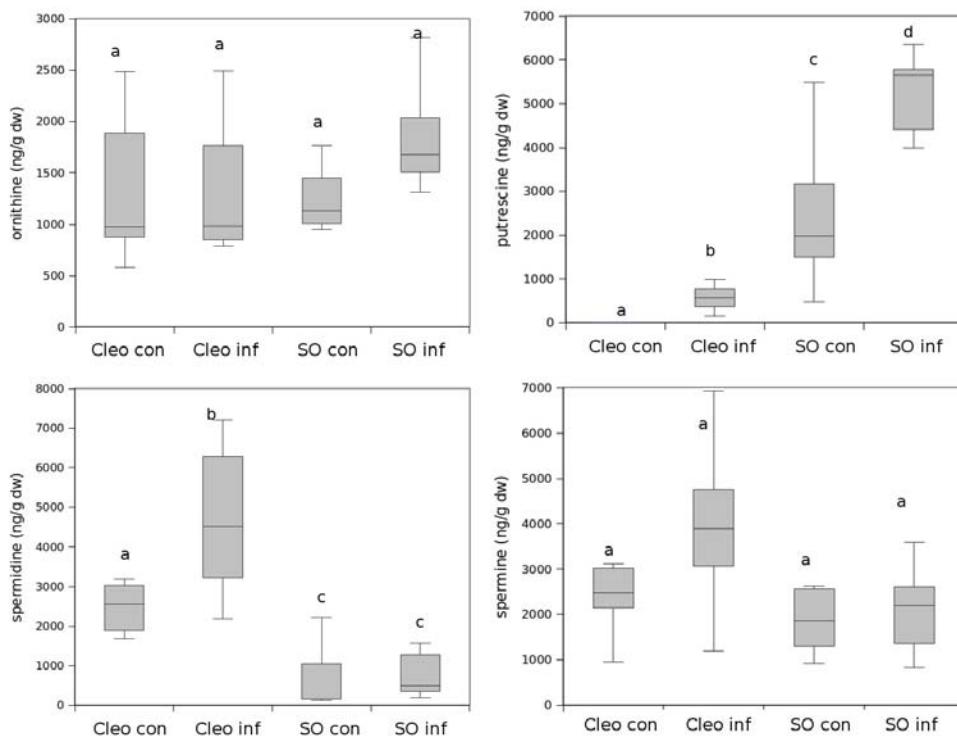 ornithine (ng/g dw)
3000
2500
2000
1500
1000
500
0
a
a
a
a
Cleo con
Cleo inf
SO con
SO inf
putrescine (ng/g dw)
7000
6000
5000
4000
3000
2000
1000
0
a
b
c
d
Cleo con
Cleo inf
SO con
SO inf
spermidine (ng/g dw)
8000
7000
6000
5000
4000
3000
2000
1000
0
a
b
c
c
Cleo con
Cleo inf
SO con
SO inf
spermine (ng/g dw)
7000
6000
5000
4000
3000
2000
1000
0
a
a
a
a
Cleo con
Cleo inf
SO con
SO inf